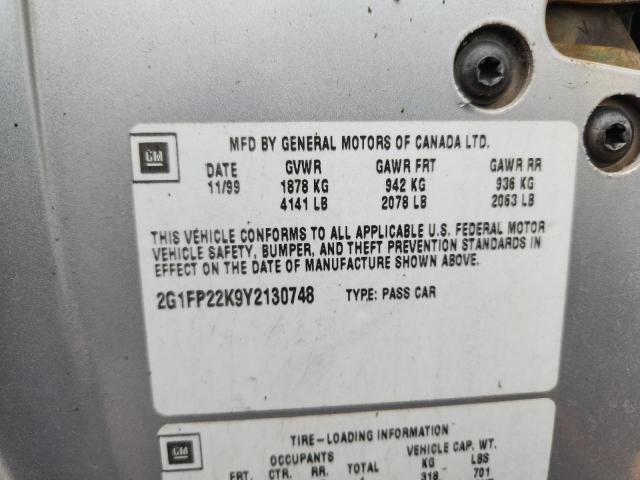 GM
MFD BY GENERAL MOTORS OF CANADA LTD.
DATE GVWR GAWR FRT GAWR RR
11/99 1878 KG 942 KG 936 KG
4141 LB 2078 LB 2063 LB
THIS VEHICLE CONFORMS TO ALL APPLICABLE U.S. FEDERAL MOTOR
VEHICLE SAFETY, BUMPER, AND THEFT PREVENTION STANDARDS IN
EFFECT ON THE DATE OF MANUFACTURE SHOWN ABOVE.
2G1FP22K9Y2130748 TYPE: PASS CAR
GM
TIRE-LOADING INFORMATION
OCCUPANTS VEHICLE CAP. WT.
FRT. CTR. RR. TOTAL KG LBS
318 701